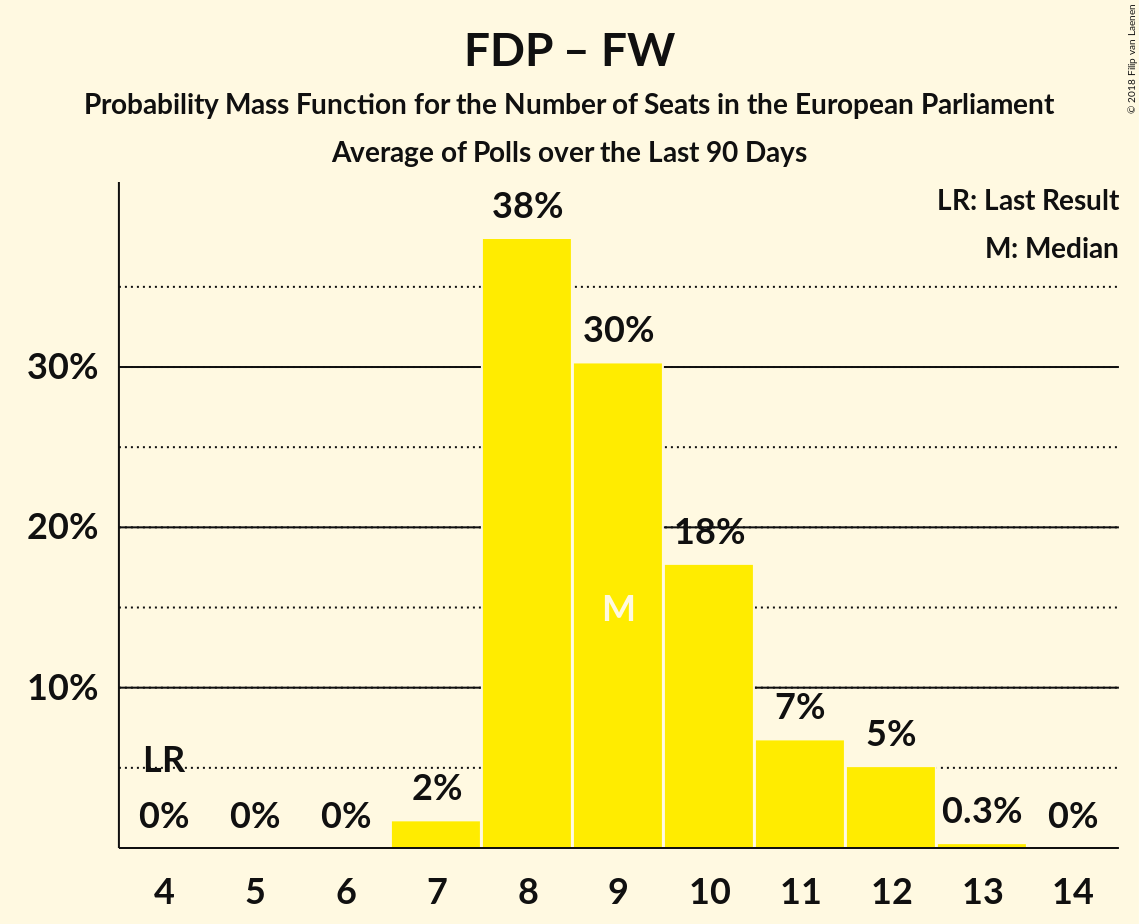 FDP – FW
Probability Mass Function for the Number of Seats in the European Parliament
Average of Polls over the Last 90 Days
© 2018 Filip van Laenen
LR: Last Result
M: Median
38%
30%
18%
7%
5%
2%
0.3%
0%
0%
0%
0%
LR
M
30%
20%
10%
4 5 6 7 8 9 10 11 12 13 14